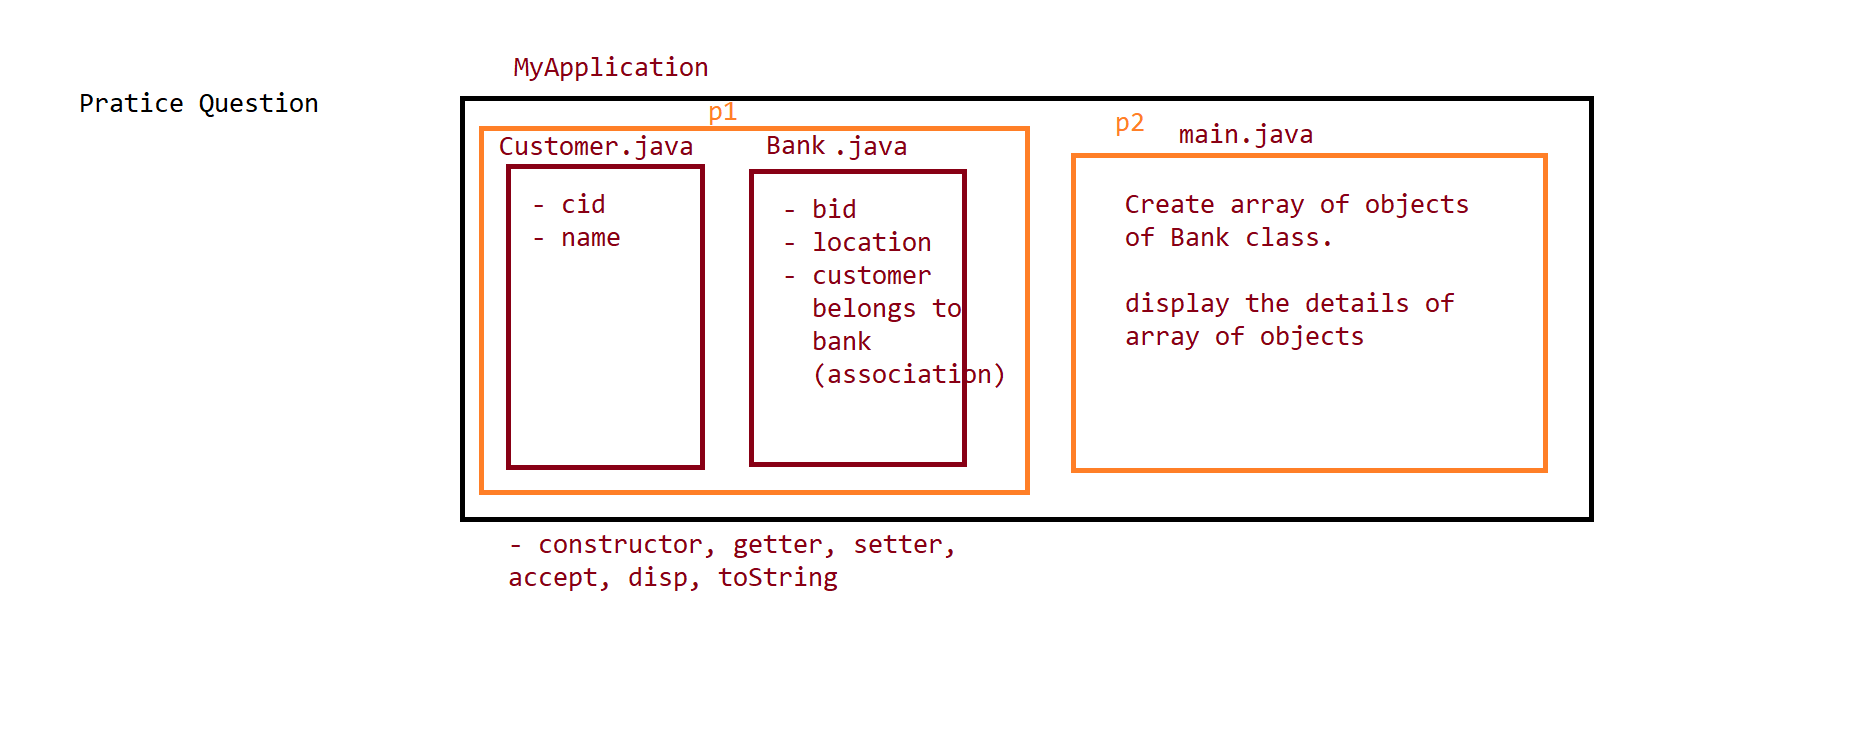 MyApplication
Pratice Question
p1
p2
main.java
Customer.java
Bank .java
- cid
- name
- bid
- location
- customer
belongs to
bank
(association)
Create array of objects
of Bank class.
display the details of
array of objects
- constructor, getter, setter,
accept, disp, toString